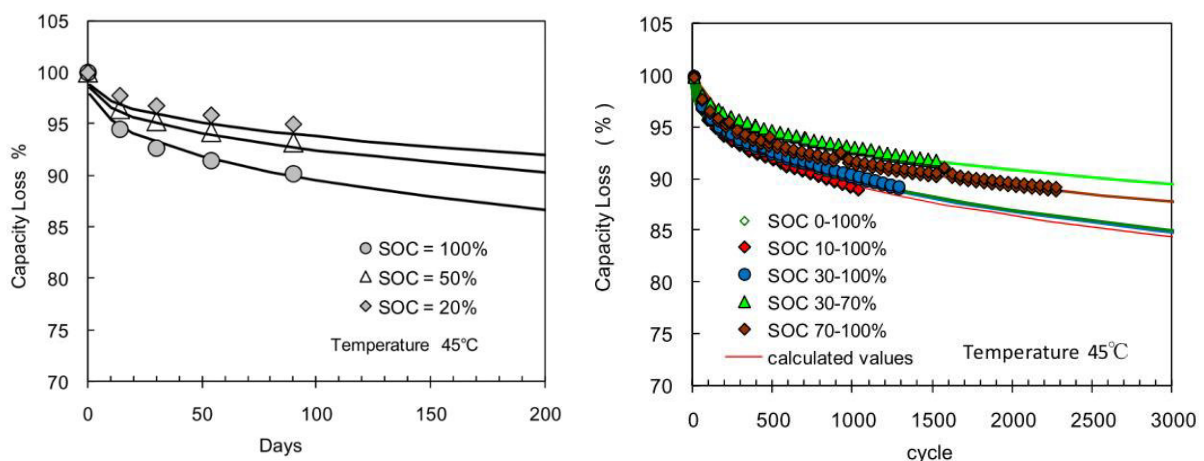 105
100
95
90
85
80
75
70
Capacity Loss %
SOC = 100%
SOC = 50%
SOC = 20%
Temperature 45℃
0
50
100
150
200
Days
105
100
95
90
85
80
75
70
Capacity Loss (%)
SOC 0-100%
SOC 10-100%
SOC 30-100%
SOC 30-70%
SOC 70-100%
calculated values
Temperature 45℃
0
500
1000
1500
2000
2500
3000
cycle